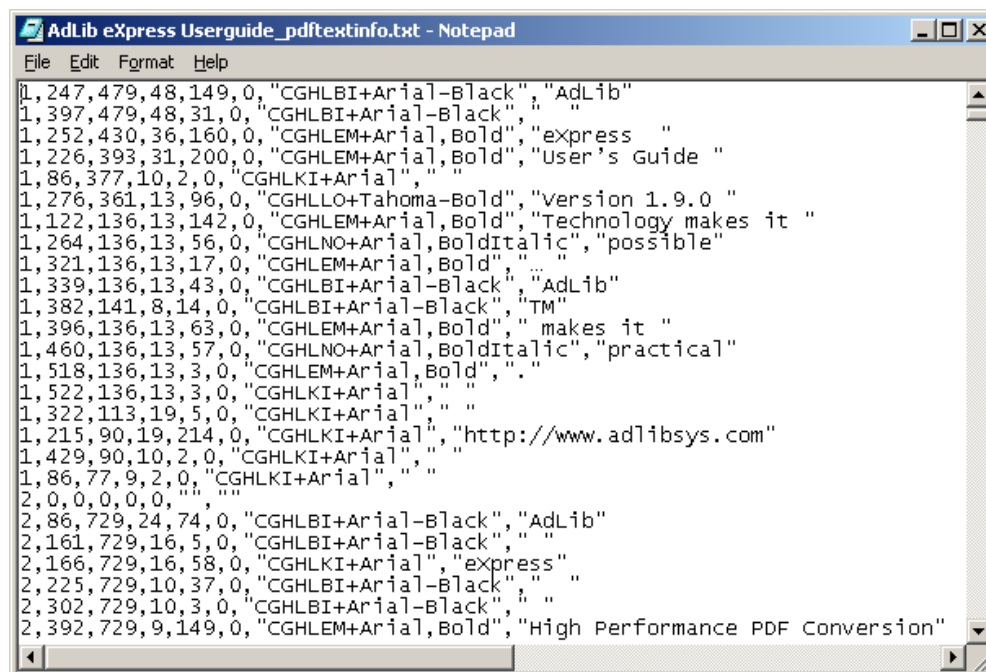 AdLib eXpress Userguide_pdftextinfo.txt - Notepad
File Edit Format Help
1,247,479,48,149,0,"CGHLBI+Arial-Black","AdLib"
1,397,479,48,31,0,"CGHLBI+Arial-Black","  "
1,252,430,36,160,0,"CGHLEM+Arial,Bold","eXpress  "
1,226,393,31,200,0,"CGHLEM+Arial,Bold","User's Guide "
1,86,377,10,2,0,"CGHLKI+Arial"," "
1,276,361,13,96,0,"CGHLLO+Tahoma-Bold","Version 1.9.0 "
1,122,136,13,142,0,"CGHLEM+Arial,Bold","Technology makes it "
1,264,136,13,56,0,"CGHLNO+Arial,BoldItalic","possible"
1,321,136,13,17,0,"CGHLEM+Arial,Bold","… "
1,339,136,13,43,0,"CGHLBI+Arial-Black","AdLib"
1,382,141,8,14,0,"CGHLBI+Arial-Black","TM"
1,396,136,13,63,0,"CGHLEM+Arial,Bold"," makes it "
1,460,136,13,57,0,"CGHLNO+Arial,BoldItalic","practical"
1,518,136,13,3,0,"CGHLEM+Arial,Bold","."
1,522,136,13,3,0,"CGHLKI+Arial"," "
1,322,113,19,5,0,"CGHLKI+Arial"," "
1,215,90,19,214,0,"CGHLKI+Arial","http://www.adlibsys.com"
1,429,90,10,2,0,"CGHLKI+Arial"," "
1,86,77,9,2,0,"CGHLKI+Arial"," "
2,0,0,0,0,0,"",""
2,86,729,24,74,0,"CGHLBI+Arial-Black","AdLib"
2,161,729,16,5,0,"CGHLBI+Arial-Black"," "
2,166,729,16,58,0,"CGHLKI+Arial","eXpress"
2,225,729,10,37,0,"CGHLBI+Arial-Black","  "
2,302,729,10,3,0,"CGHLBI+Arial-Black"," "
2,392,729,9,149,0,"CGHLEM+Arial,Bold","High Performance PDF Conversion"